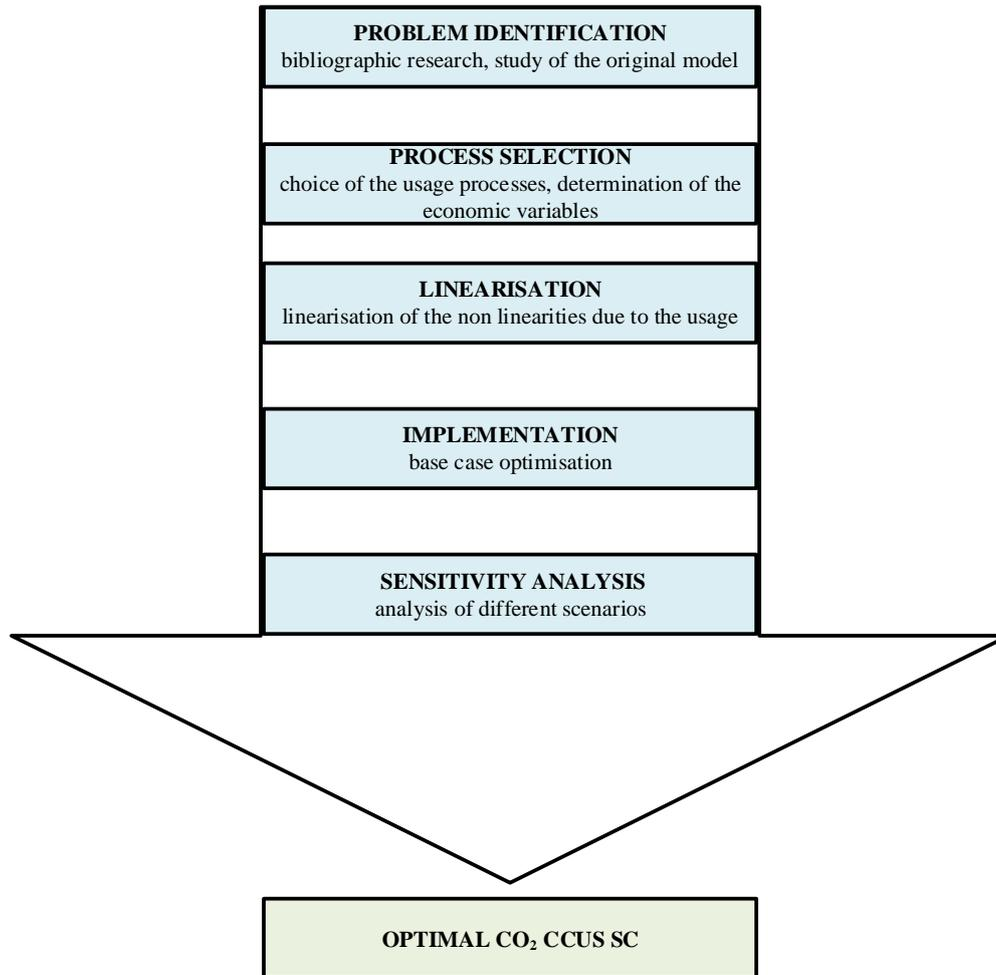 PROBLEM IDENTIFICATION
bibliographic research, study of the original model
PROCESS SELECTION
choice of the usage processes, determination of the
economic variables
LINEARISATION
linearisation of the non linearities due to the usage
IMPLEMENTATION
base case optimisation
SENSITIVITY ANALYSIS
analysis of different scenarios
OPTIMAL CO₂ CCUS SC